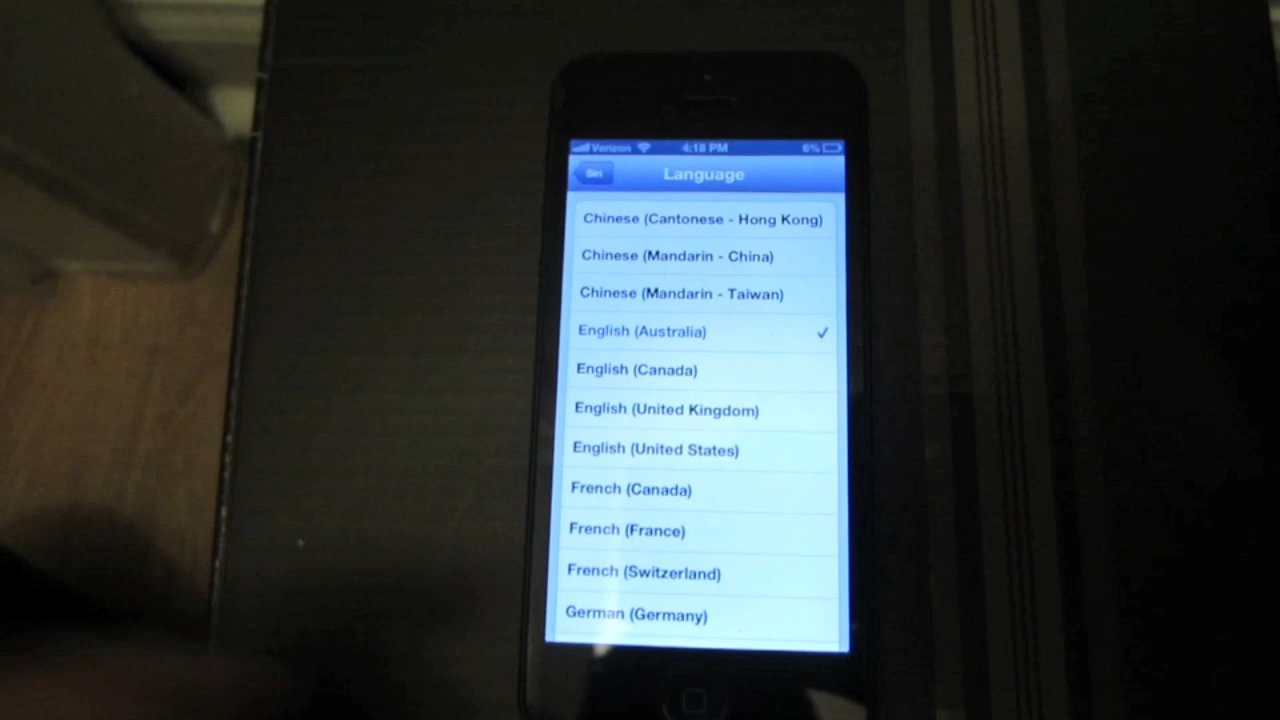 Verizon 4:18 PM 6%
Siri Language
Chinese (Cantonese - Hong Kong)
Chinese (Mandarin - China)
Chinese (Mandarin - Taiwan)
English (Australia)
English (Canada)
English (United Kingdom)
English (United States)
French (Canada)
French (France)
French (Switzerland)
German (Germany)